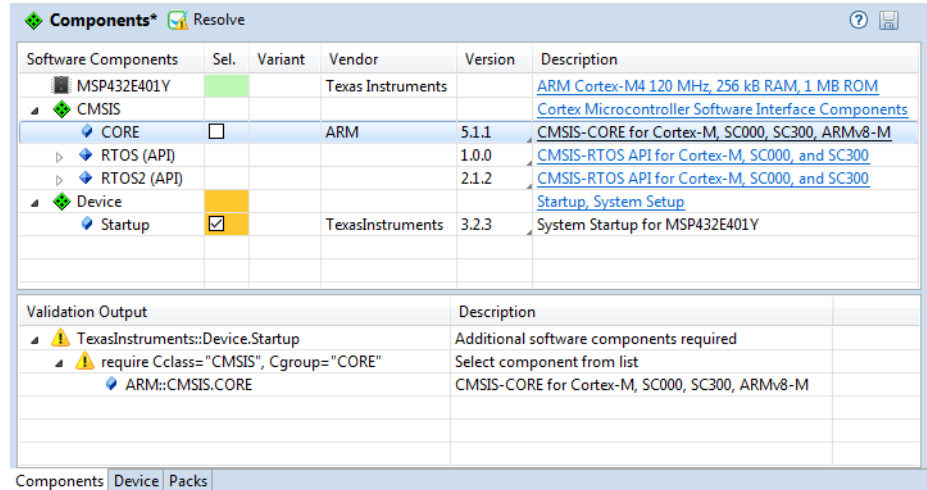 Components* Resolve
Software Components Sel. Variant Vendor Version Description
MSP432E401Y Texas Instruments ARM Cortex-M4 120 MHz, 256 kB RAM, 1 MB ROM
CMSIS Cortex Microcontroller Software Interface Components
CORE ARM 5.1.1 CMSIS-CORE for Cortex-M, SC000, SC300, ARMv8-M
RTOS (API) 1.0.0 CMSIS-RTOS API for Cortex-M, SC000, and SC300
RTOS2 (API) 2.1.2 CMSIS-RTOS API for Cortex-M, SC000, and SC300
Device Startup, System Setup
Startup TexasInstruments 3.2.3 System Startup for MSP432E401Y
Validation Output Description
TexasInstruments::Device.Startup Additional software components required
require Cclass="CMSIS", Cgroup="CORE" Select component from list
ARM::CMSIS.CORE CMSIS-CORE for Cortex-M, SC000, SC300, ARMv8-M
Components Device Packs